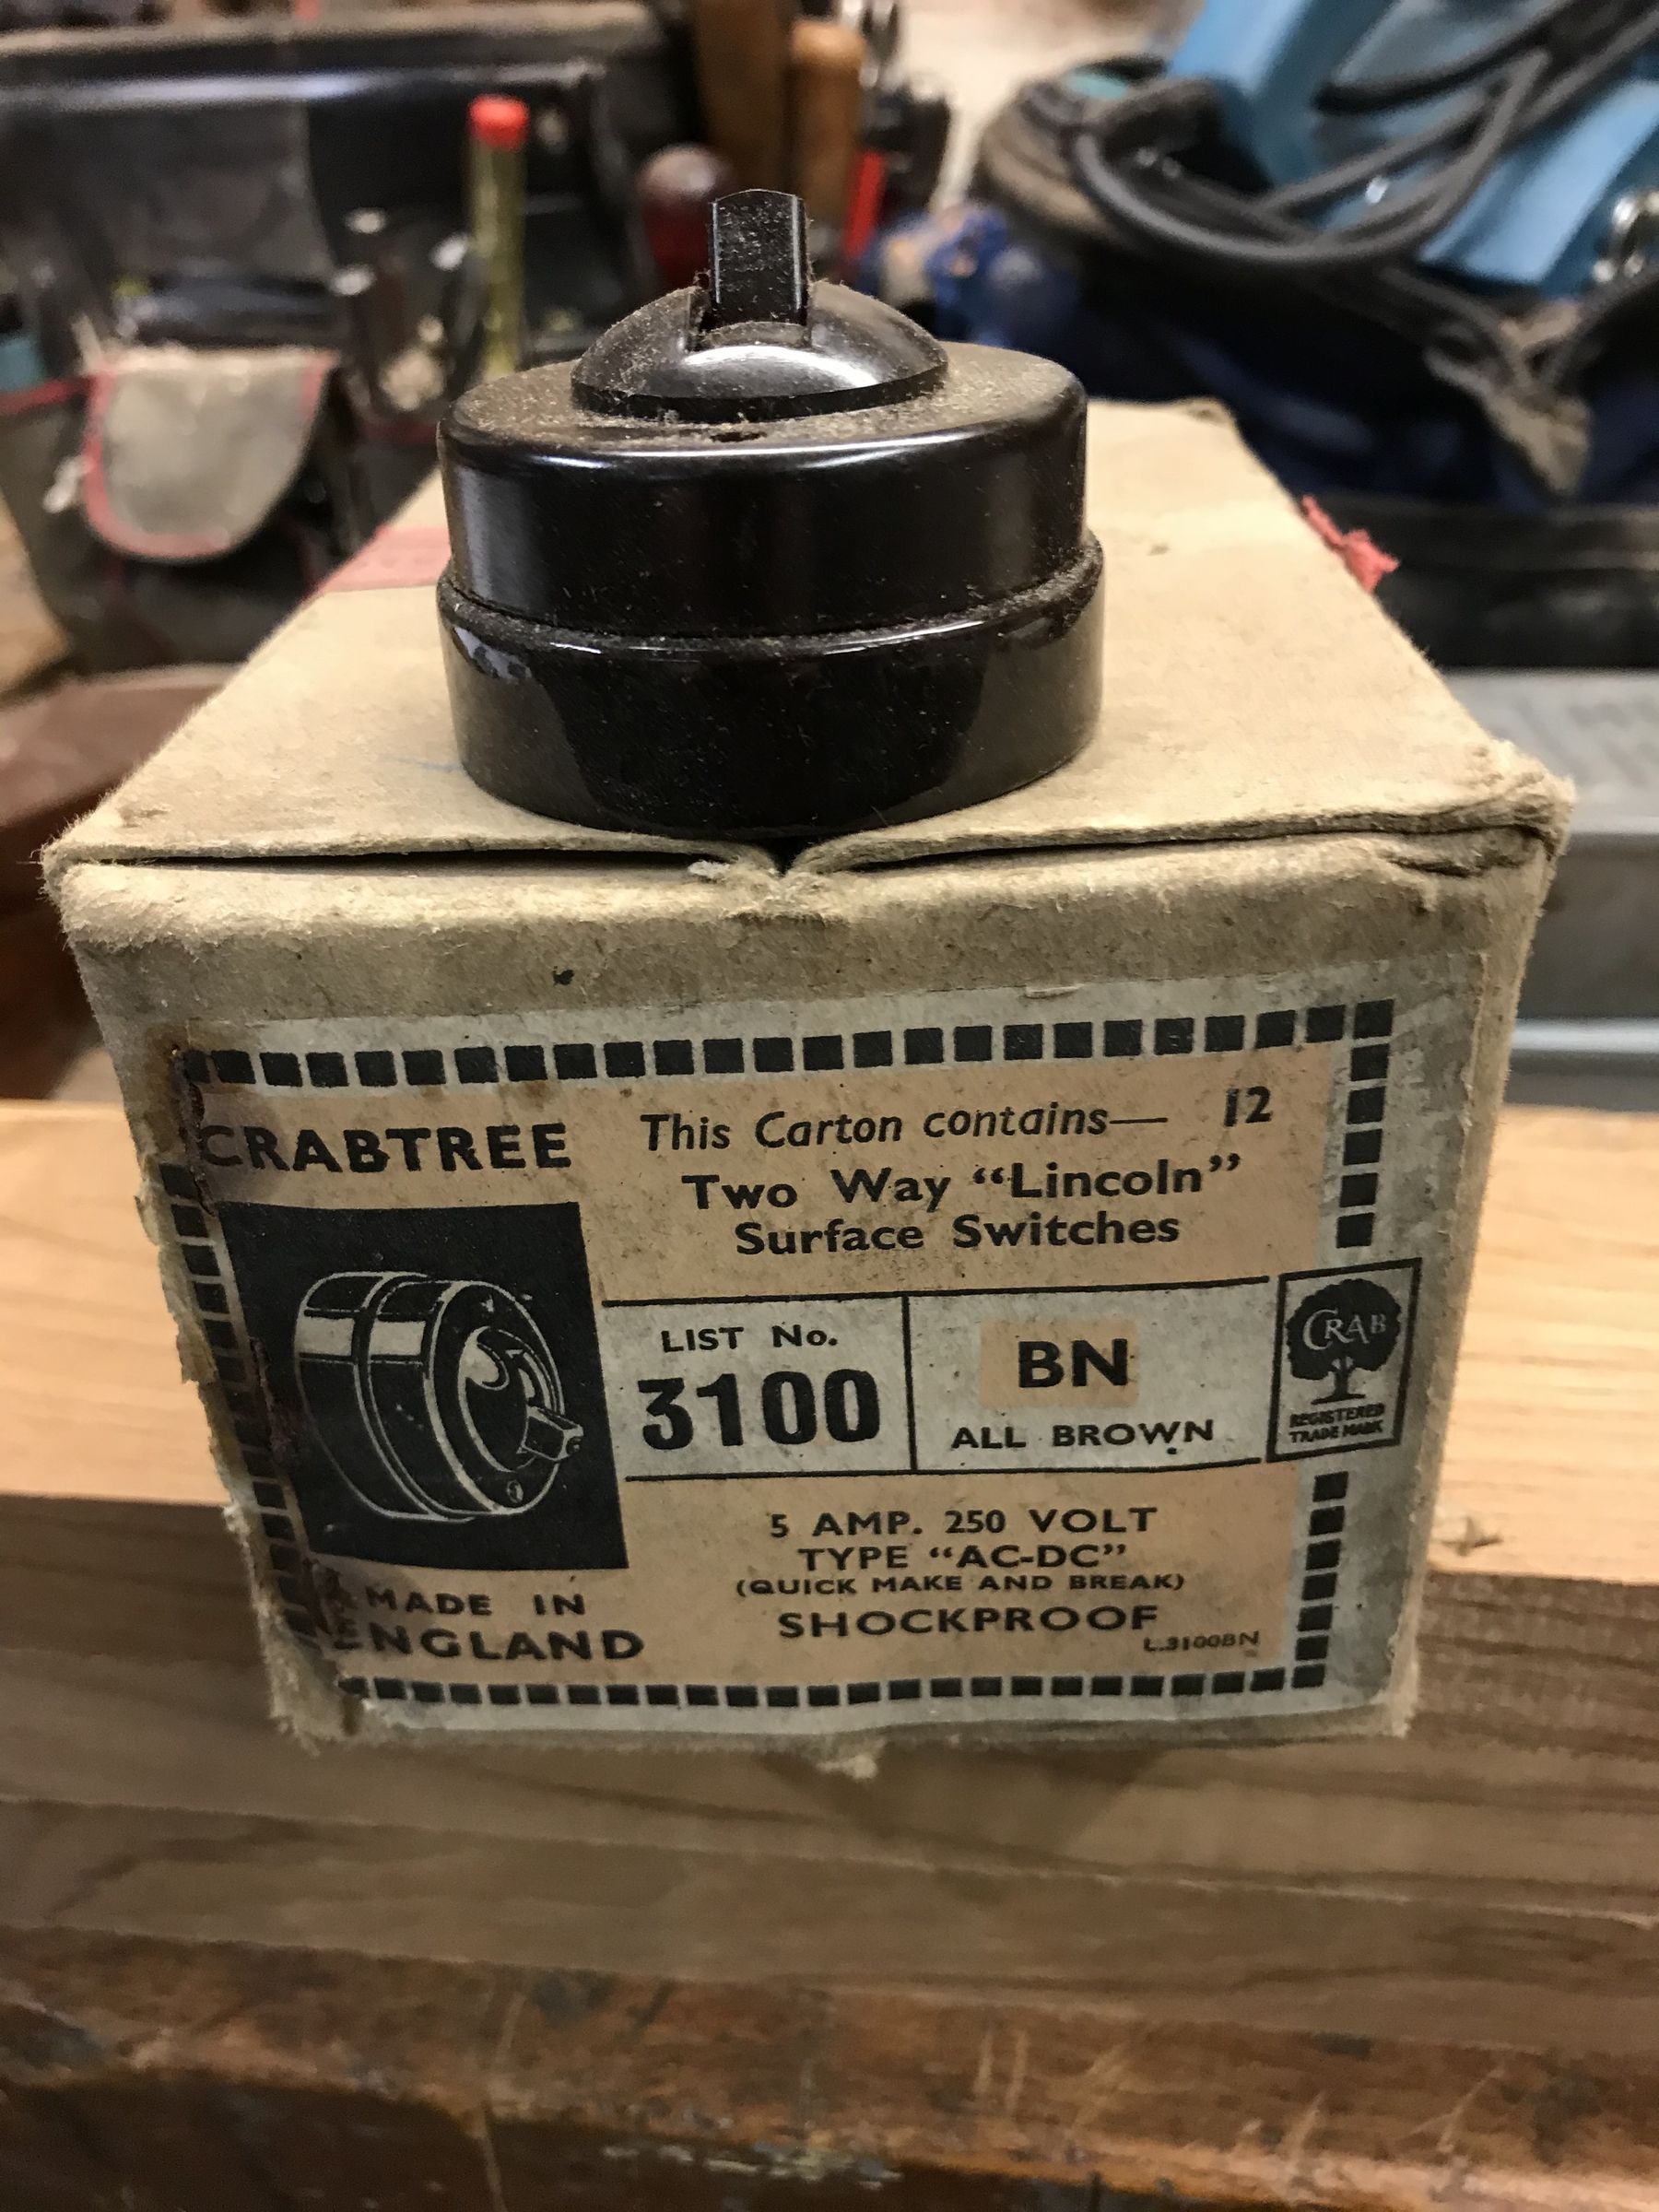 CRABTREE
This Carton contains— 12
Two Way “Lincoln”
Surface Switches
LIST No.
3100
BN
ALL BROWN
CRAB
REGISTERED
TRADE MARK
5 AMP. 250 VOLT
TYPE “AC-DC”
(QUICK MAKE AND BREAK)
SHOCKPROOF
L.3100BN
MADE IN
ENGLAND